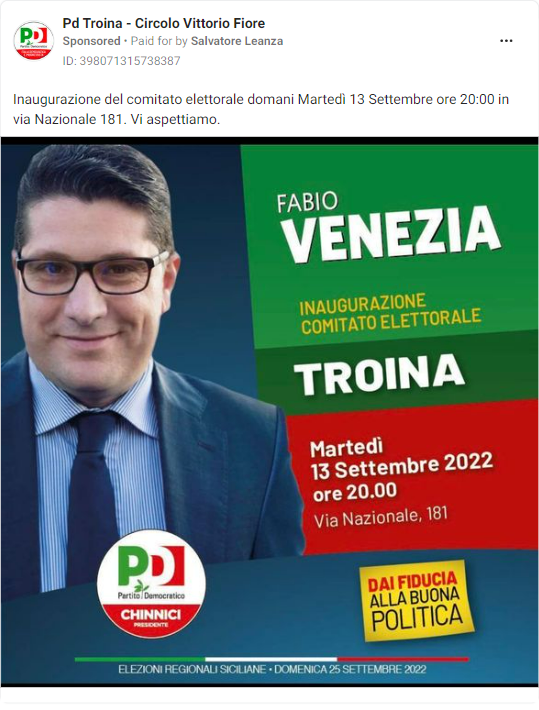 Pd Troina - Circolo Vittorio Fiore
Sponsored • Paid for by Salvatore Leanza
ID: 398071315738387
Inaugurazione del comitato elettorale domani Martedì 13 Settembre ore 20:00 in
via Nazionale 181. Vi aspettiamo.
FABIO
VENEZIA
INAUGURAZIONE
COMITATO ELETTORALE
TROINA
Martedì
13 Settembre 2022
ore 20.00
Via Nazionale, 181
PD
Partito Democratico
CHINNICI
PRESIDENTE
DAI FIDUCIA
ALLA BUONA
POLITICA
ELEZIONI REGIONALI SICILIANE • DOMENICA 25 SETTEMBRE 2022